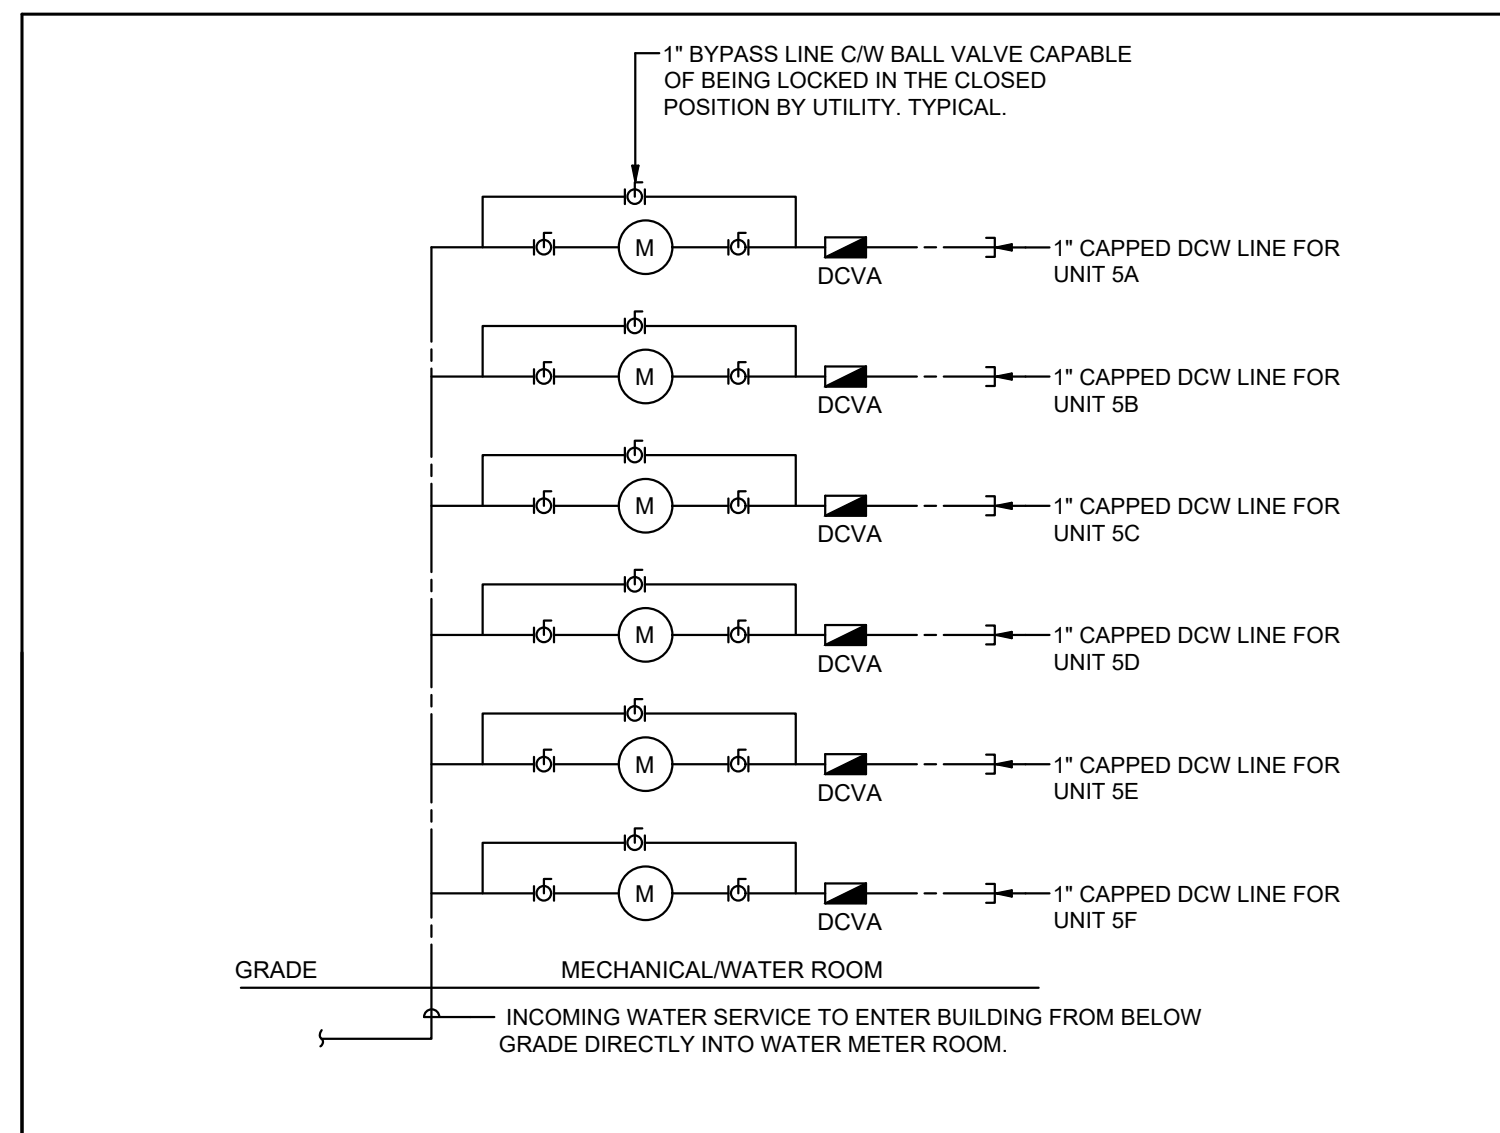 1" BYPASS LINE C/W BALL VALVE CAPABLE
OF BEING LOCKED IN THE CLOSED
POSITION BY UTILITY. TYPICAL.
M
DCVA
1" CAPPED DCW LINE FOR
UNIT 5A
M
DCVA
1" CAPPED DCW LINE FOR
UNIT 5B
M
DCVA
1" CAPPED DCW LINE FOR
UNIT 5C
M
DCVA
1" CAPPED DCW LINE FOR
UNIT 5D
M
DCVA
1" CAPPED DCW LINE FOR
UNIT 5E
M
DCVA
1" CAPPED DCW LINE FOR
UNIT 5F
GRADE
MECHANICAL/WATER ROOM
INCOMING WATER SERVICE TO ENTER BUILDING FROM BELOW
GRADE DIRECTLY INTO WATER METER ROOM.